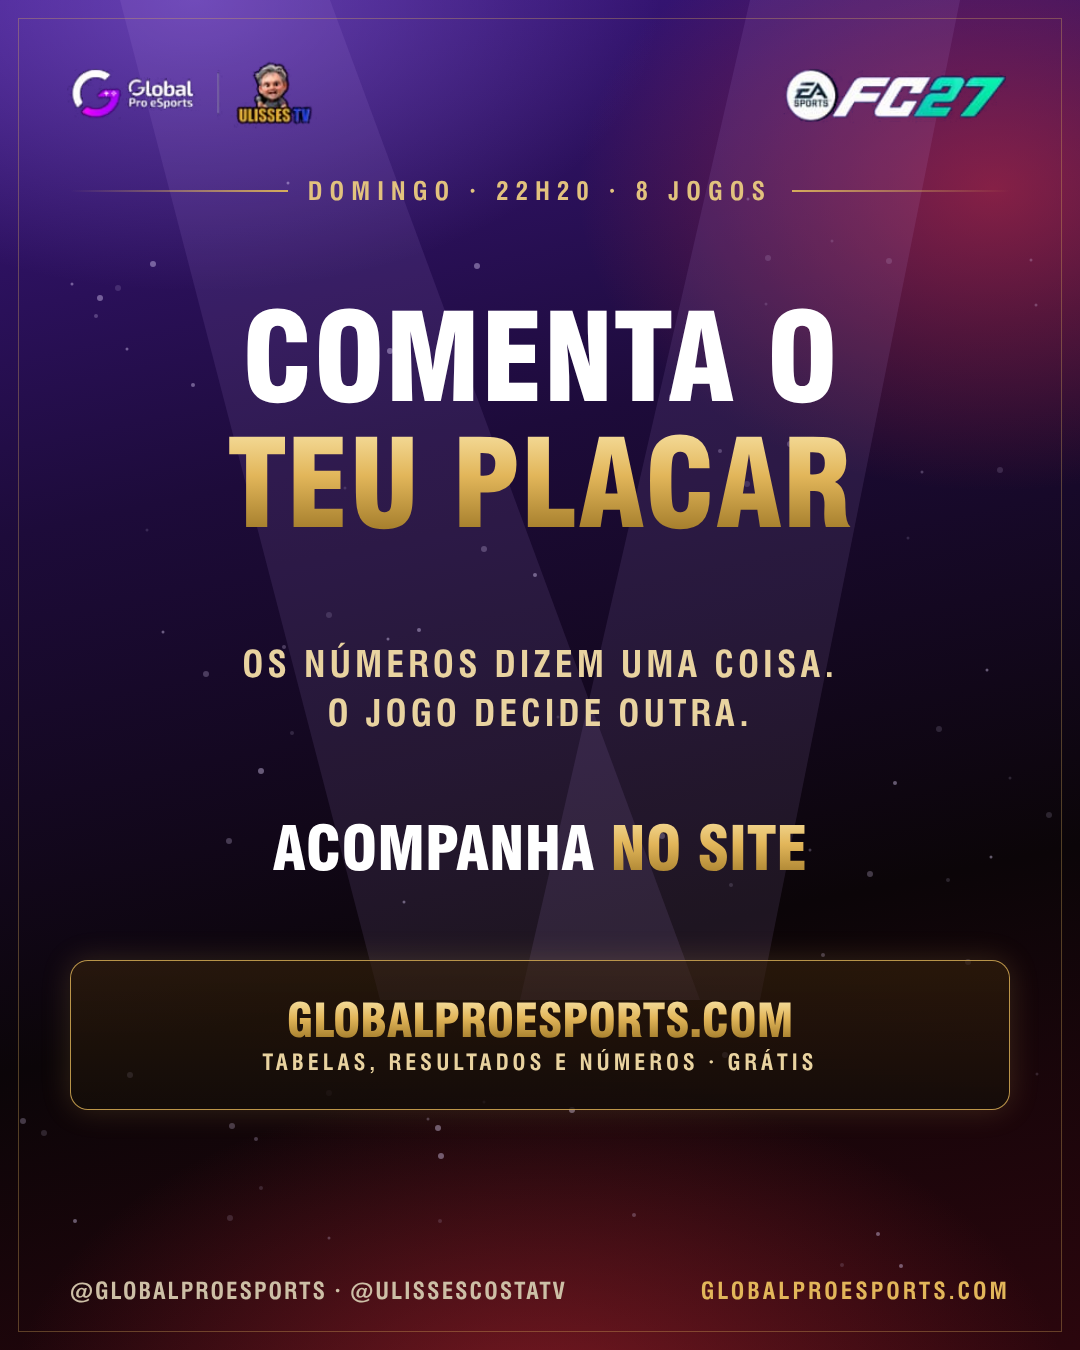 Global
Pro eSports
ULISSES TV
EA
SPORTS
FC27
DOMINGO · 22H20 · 8 JOGOS
COMENTA O
TEU PLACAR
OS NÚMEROS DIZEM UMA COISA.
O JOGO DECIDE OUTRA.
ACOMPANHA NO SITE
GLOBALPROESPORTS.COM
TABELAS, RESULTADOS E NÚMEROS · GRÁTIS
@GLOBALPROESPORTS · @ULISSESCOSTATV
GLOBALPROESPORTS.COM